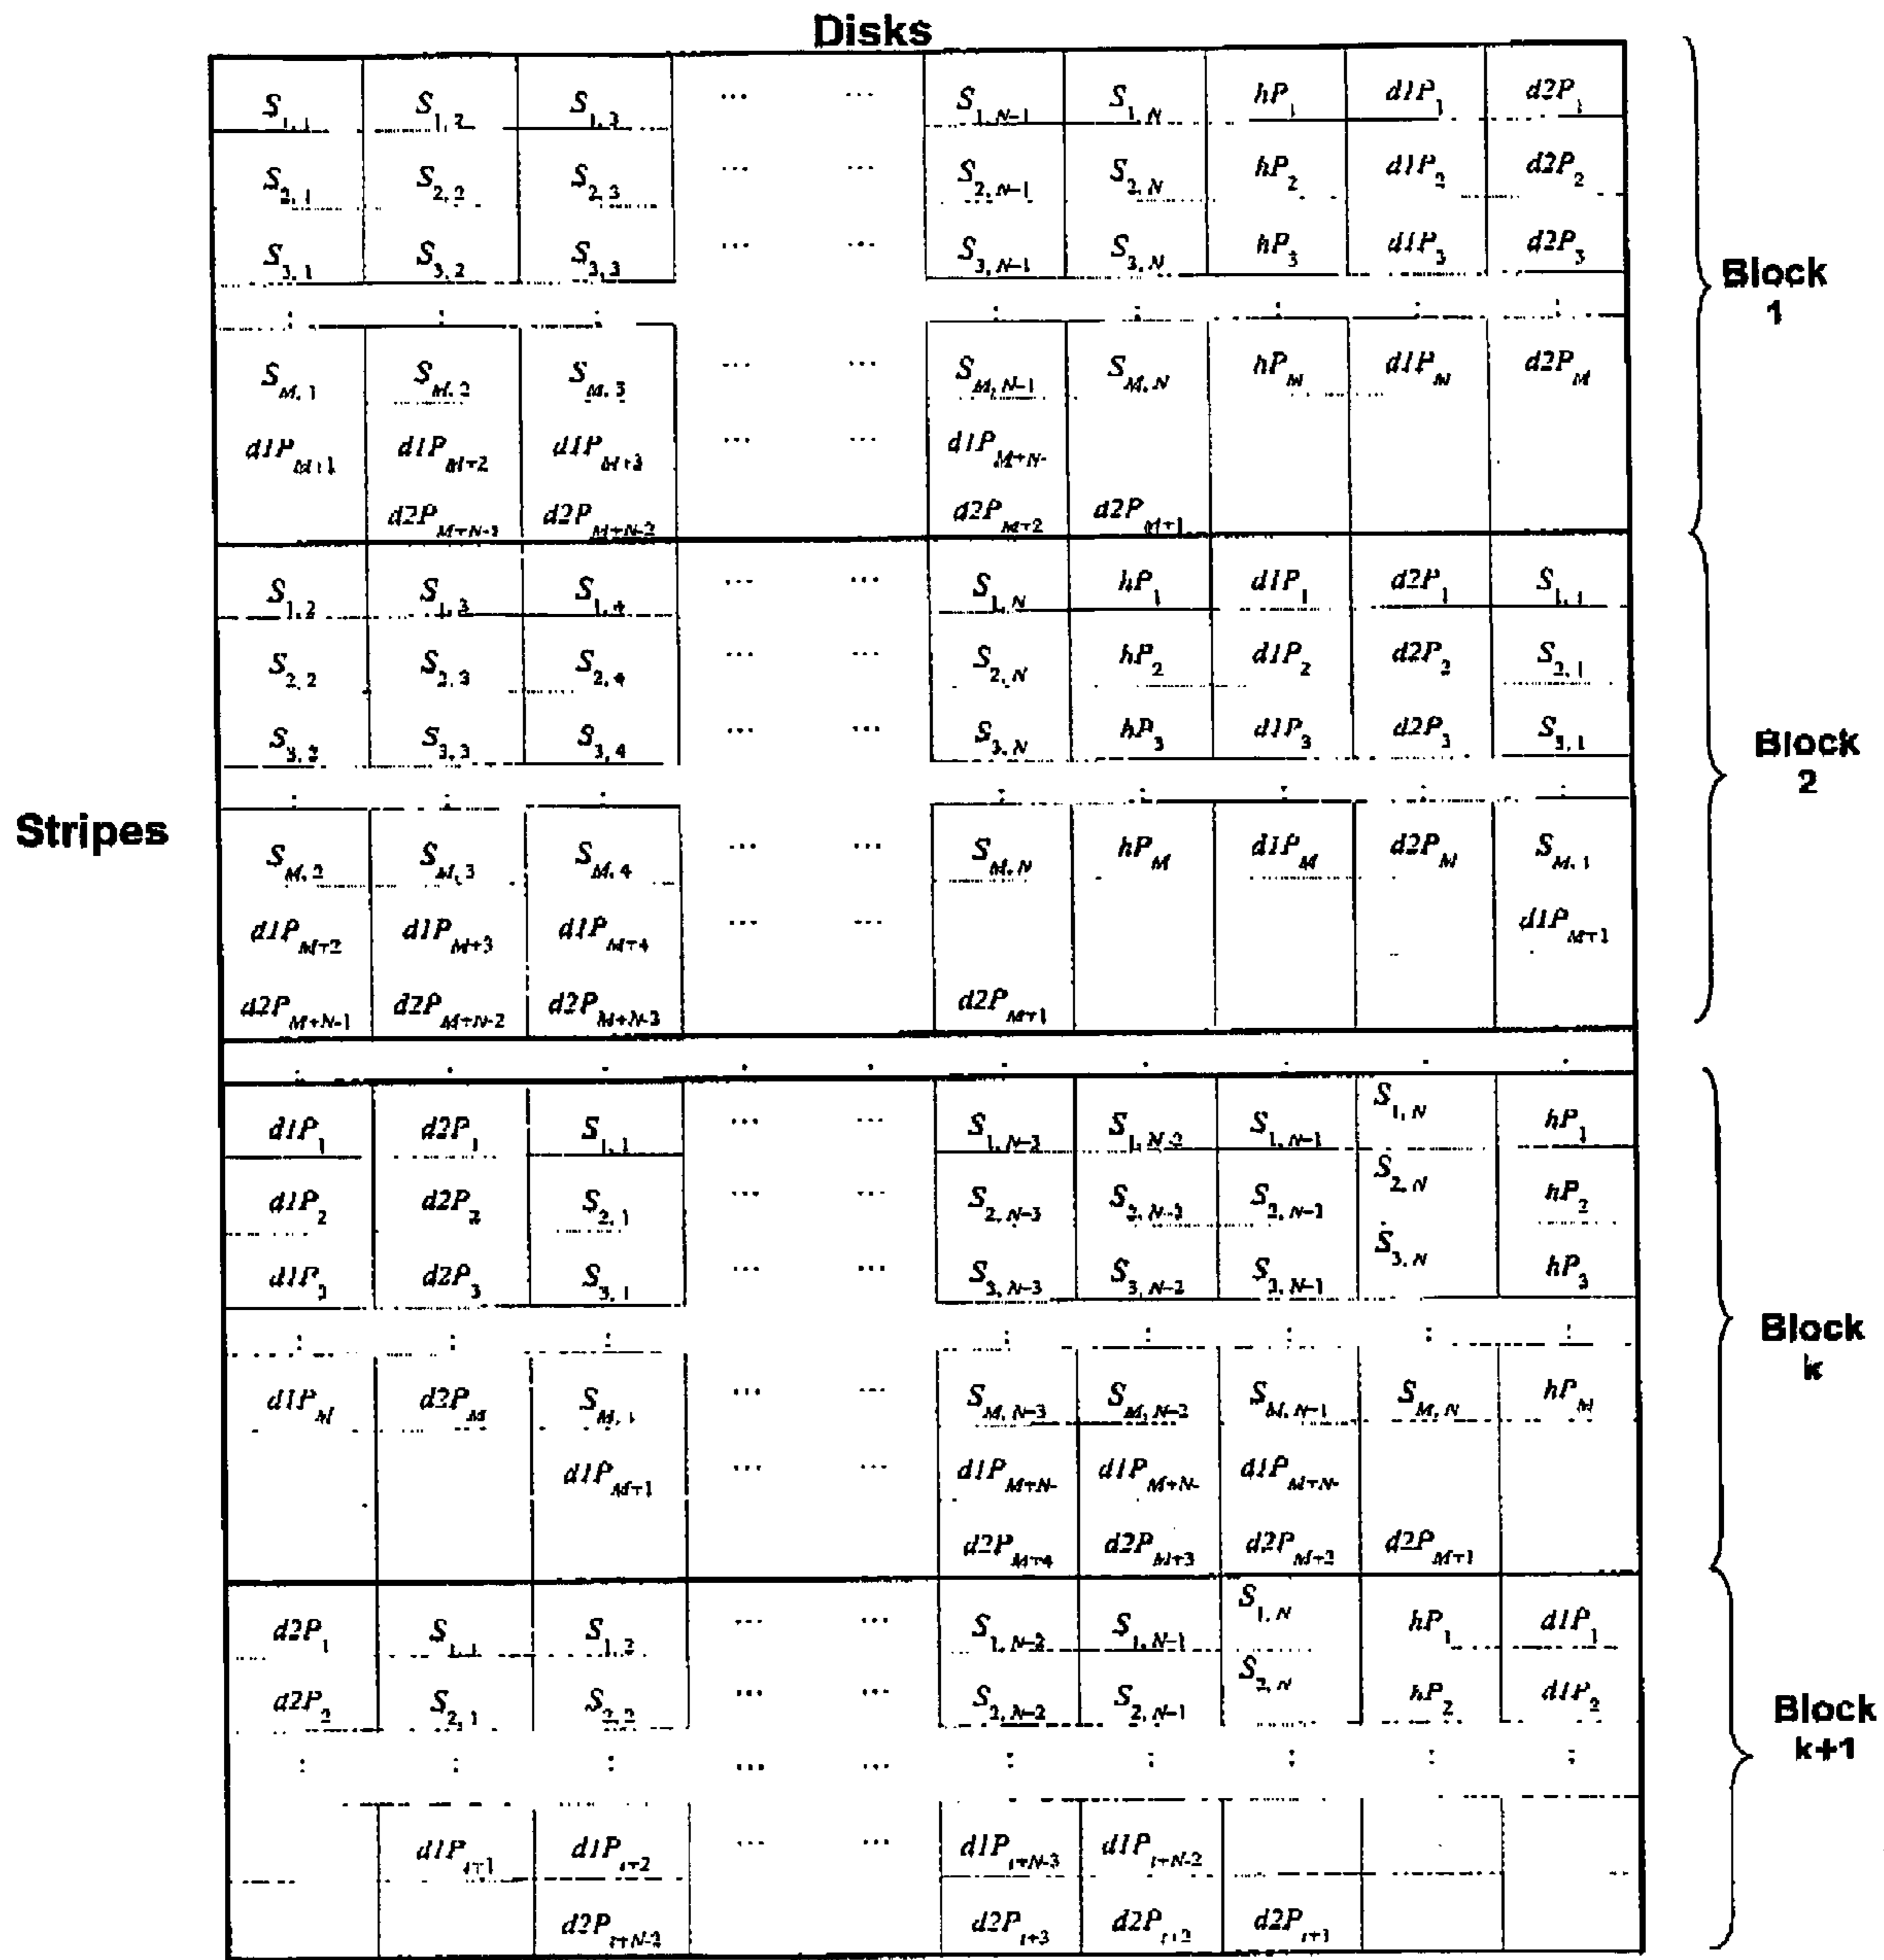 Disks
S1,1 S1,2 S1,3 ... ... S1,N-1 S1,N hP1 d1P1 d2P1
S2,1 S2,2 S2,3 ... ... S2,N-1 S2,N hP2 d1P2 d2P2
S3,1 S3,2 S3,3 ... ... S3,N-1 S3,N hP3 d1P3 d2P3
: : : : : : : :
Block
1
SM,1 SM,2 SM,3 ... ... SM,N-1 SM,N hPM d1PM d2PM
d1PM+1 d1PM+2 d1PM+3 ... ... d1PM+N-
d2PM+N-1 d2PM+N-2 d2PM+2 d2PM+1
S1,2 S1,3 S1,4 ... ... S1,N hP1 d1P1 d2P1 S1,1
S2,2 S2,3 S2,4 ... ... S2,N hP2 d1P2 d2P2 S2,1
S3,2 S3,3 S3,4 ... ... S3,N hP3 d1P3 d2P3 S3,1
Block
2
: : : : : : : :
Stripes
SM,2 SM,3 SM,4 ... ... SM,N hPM d1PM d2PM SM,1
d1PM+2 d1PM+3 d1PM+4 ... ... d1PM+1
d2PM+N-1 d2PM+N-2 d2PM+N-3 d2PM+1
. . . . . . . . . .
d1P1 d2P1 S1,1 ... ... S1,N-3 S1,N-2 S1,N-1 S1,N hP1
d1P2 d2P2 S2,1 ... ... S2,N-3 S2,N-2 S2,N-1 S2,N hP2
d1P3 d2P3 S3,1 ... ... S3,N-3 S3,N-2 S3,N-1 S3,N hP3
: : : : : : : :
Block
k
d1PM d2PM SM,1 ... ... SM,N-3 SM,N-2 SM,N-1 SM,N hPM
d1PM+1 ... ... d1PM+N- d1PM+N- d1PM+N-
d2PM+4 d2PM+3 d2PM+2 d2PM+1
d2P1 S1,1 S1,2 ... ... S1,N-2 S1,N-1 S1,N hP1 d1P1
d2P2 S2,1 S2,2 ... ... S2,N-2 S2,N-1 S2,N hP2 d1P2
: : : ... ... : : : : :
Block
k+1
d1Pt+1 d1Pt+2 ... ... d1Pt+N-3 d1Pt+N-2
d2Pt+N-2 d2Pt+3 d2Pt+2 d2Pt+1